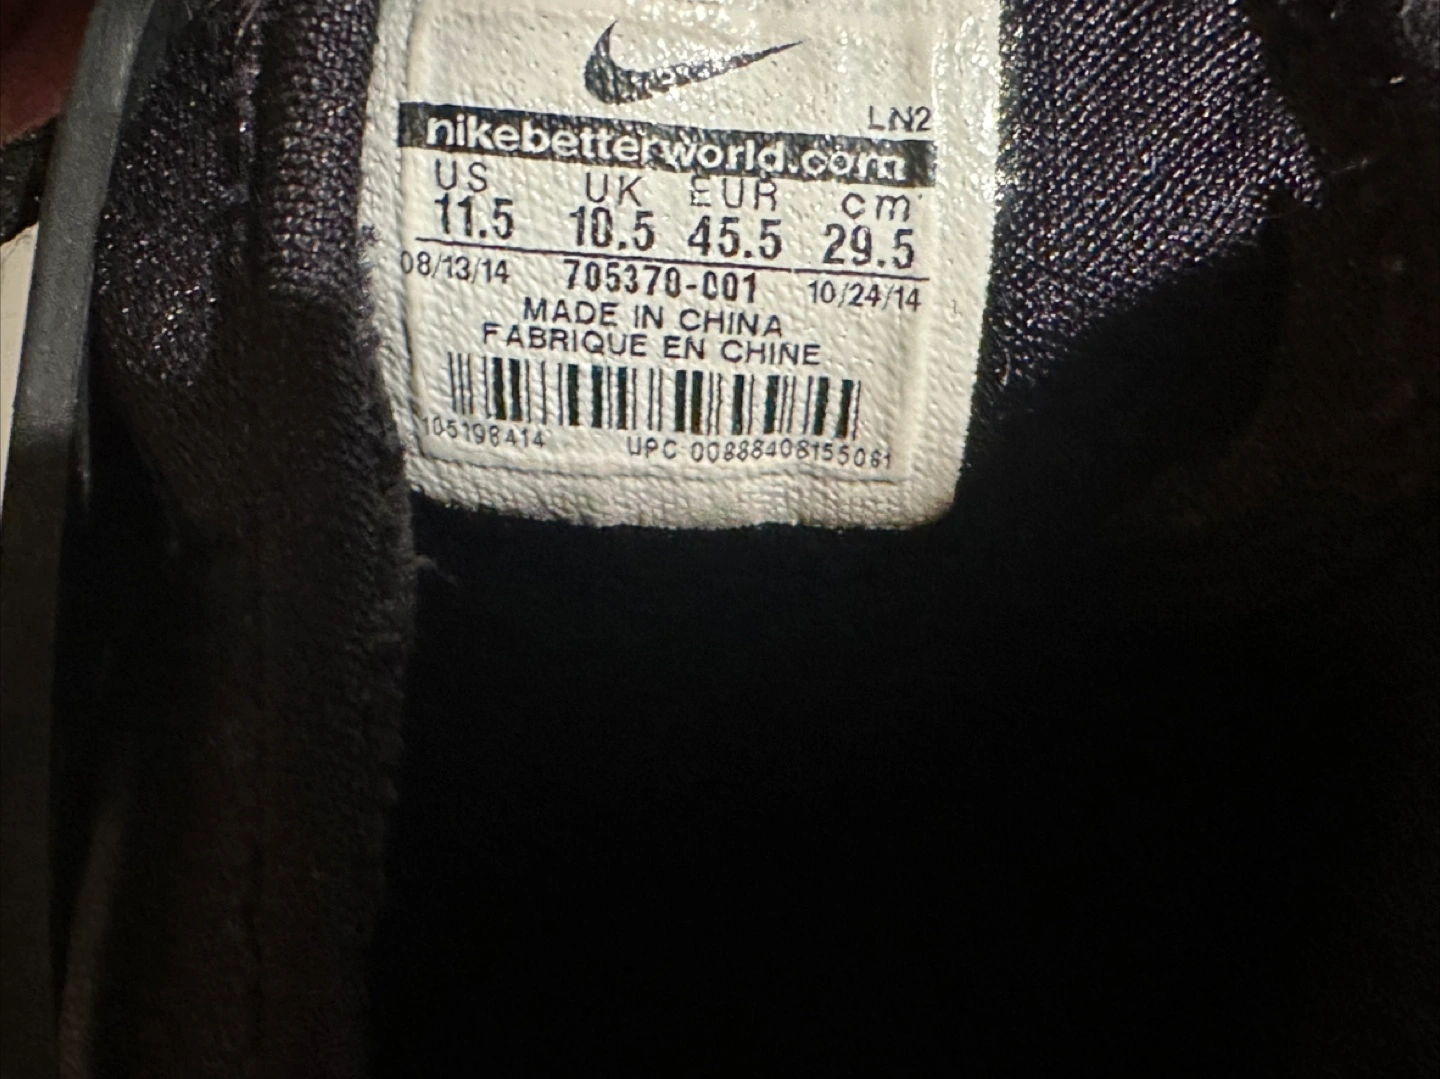 LN2
nikebetterworld.com
US UK EUR cm
11.5 10.5 45.5 29.5
08/13/14 705370-001 10/24/14
MADE IN CHINA
FABRIQUE EN CHINE
105198414 UPC 00888408155081